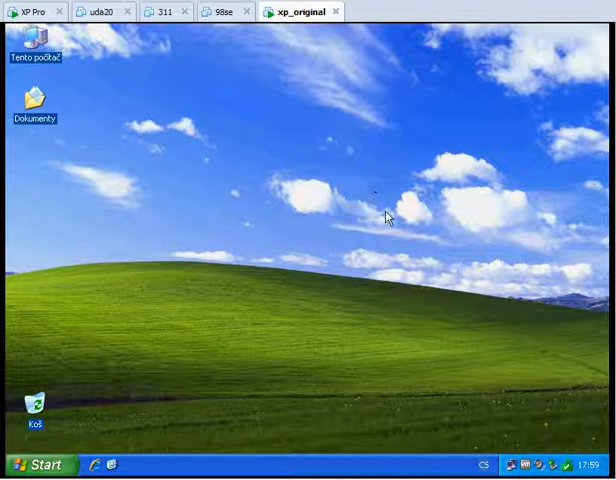 XP Pro uda20 311 98se xp_original
Tento počítač
Dokumenty
Koš
Start CS 17:59